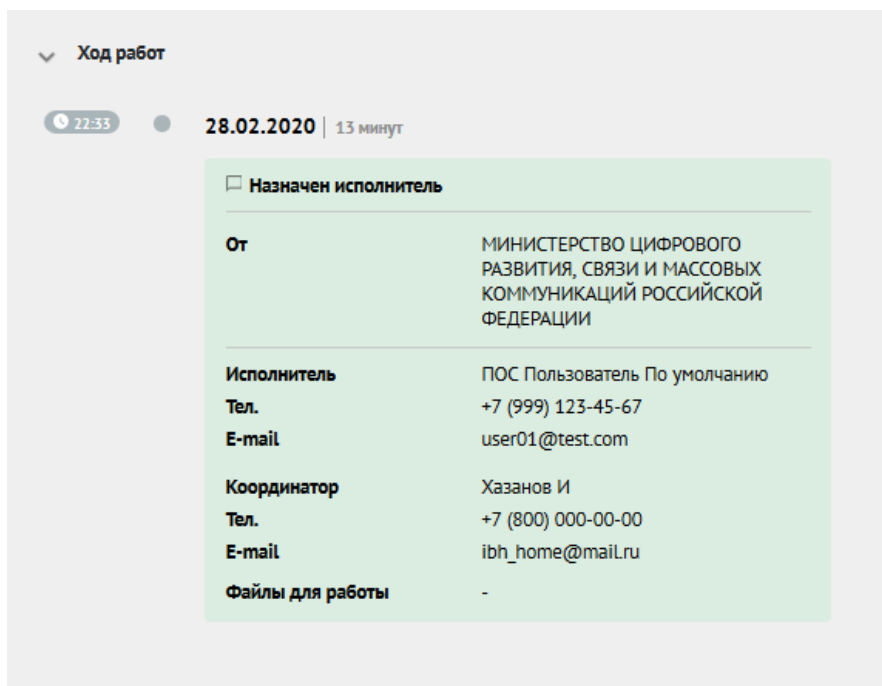 Ход работ
22:33 28.02.2020 | 13 минут
Назначен исполнитель
От МИНИСТЕРСТВО ЦИФРОВОГО
РАЗВИТИЯ, СВЯЗИ И МАССОВЫХ
КОММУНИКАЦИЙ РОССИЙСКОЙ
ФЕДЕРАЦИИ
Исполнитель ПОС Пользователь По умолчанию
Тел. +7 (999) 123-45-67
E-mail user01@test.com
Координатор Хазанов И
Тел. +7 (800) 000-00-00
E-mail ibh_home@mail.ru
Файлы для работы -